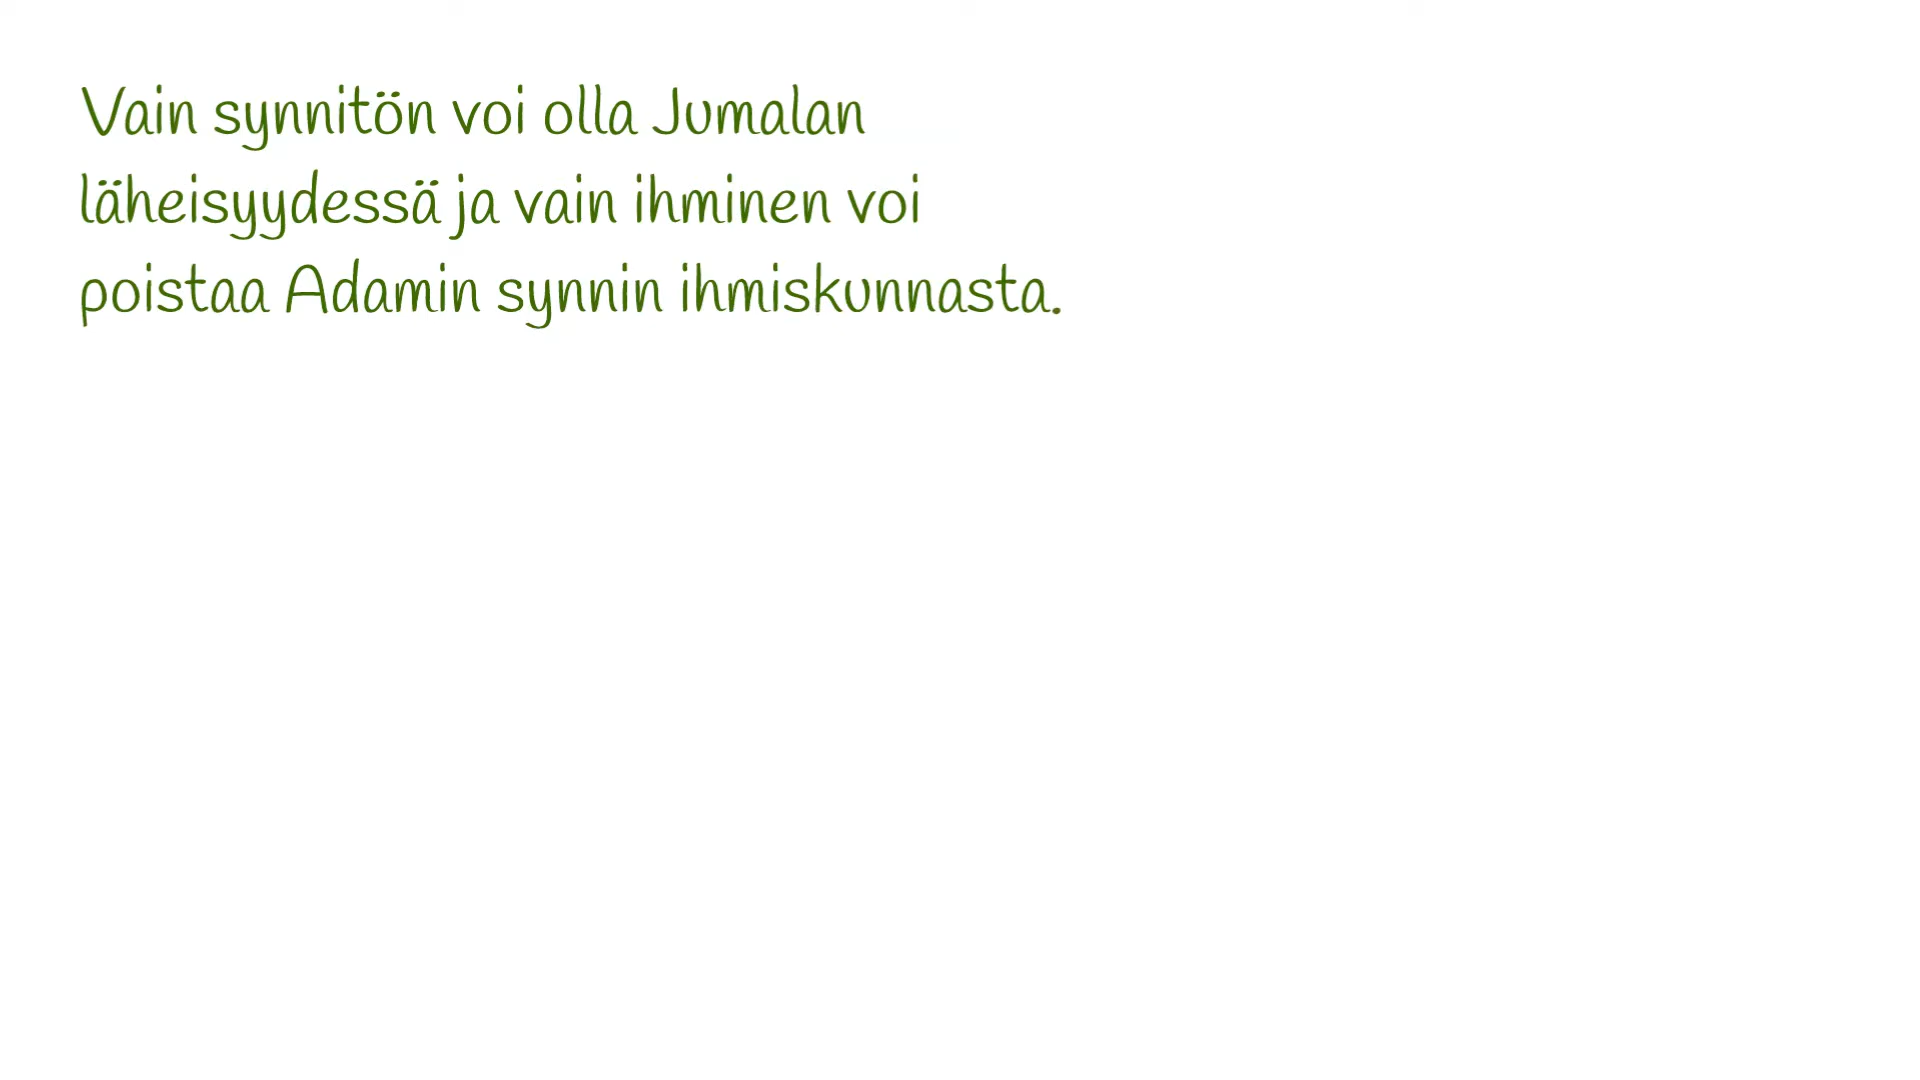 Vain synnitön voi olla Jumalan
läheisyydessä ja vain ihminen voi
poistaa Adamin synnin ihmiskunnasta.